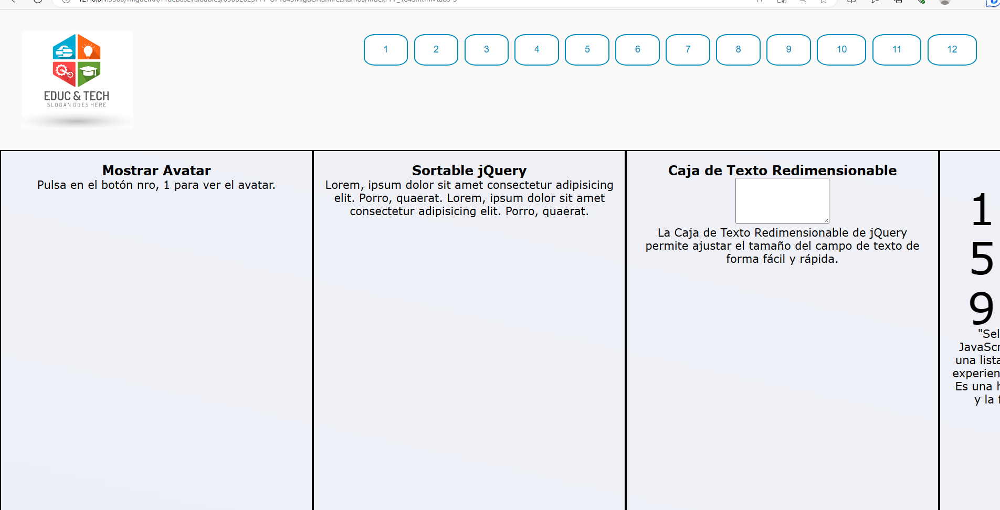 EDUC & TECH
SLOGAN GOES HERE
1 2 3 4 5 6 7 8 9 10 11 12
Mostrar Avatar
Pulsa en el botón nro, 1 para ver el avatar.
Sortable jQuery
Lorem, ipsum dolor sit amet consectetur adipisicing
elit. Porro, quaerat. Lorem, ipsum dolor sit amet
consectetur adipisicing elit. Porro, quaerat.
Caja de Texto Redimensionable
La Caja de Texto Redimensionable de jQuery
permite ajustar el tamaño del campo de texto de
forma fácil y rápida.
1
5
9
"Sel
JavaScr
una lista
experien
Es una
y la